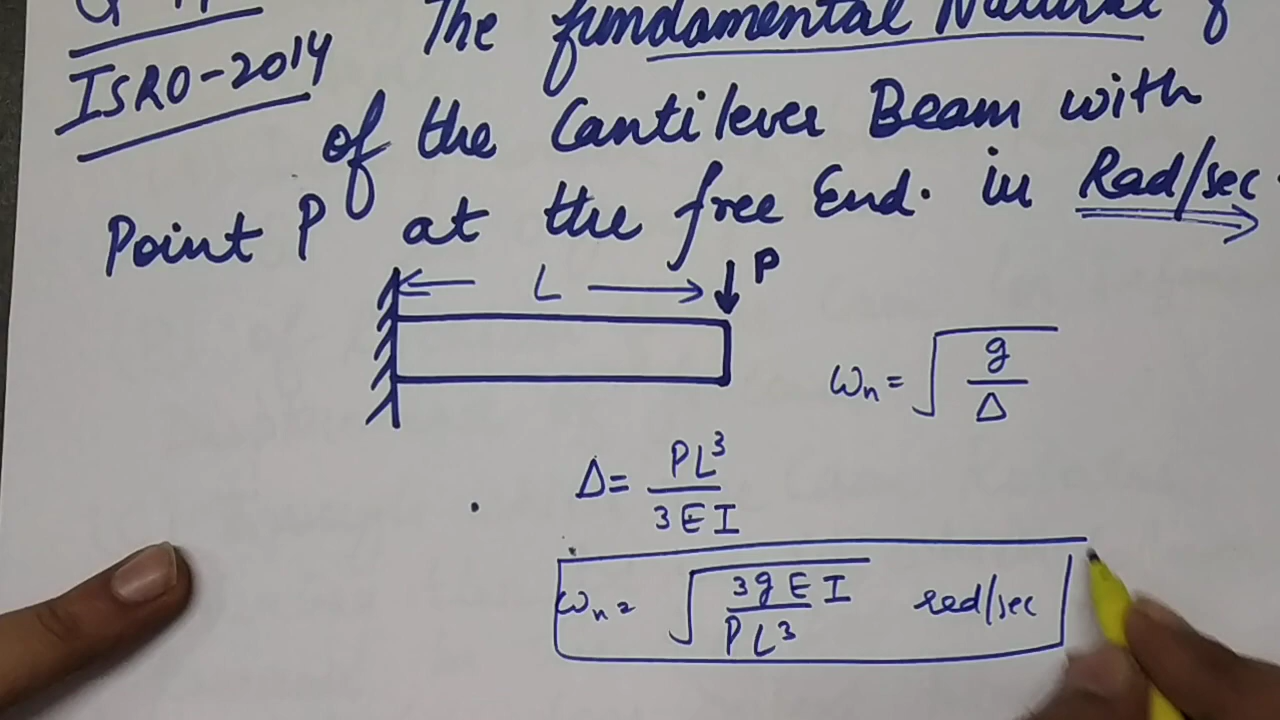 ISRO-2014 The fundamental Natural f
of the Cantilever Beam with
Point P at the free End. in Rad/sec.
L P
ωn = √(g/Δ)
Δ = PL³/3EI
ωn = √(3gEI/PL³) rad/sec